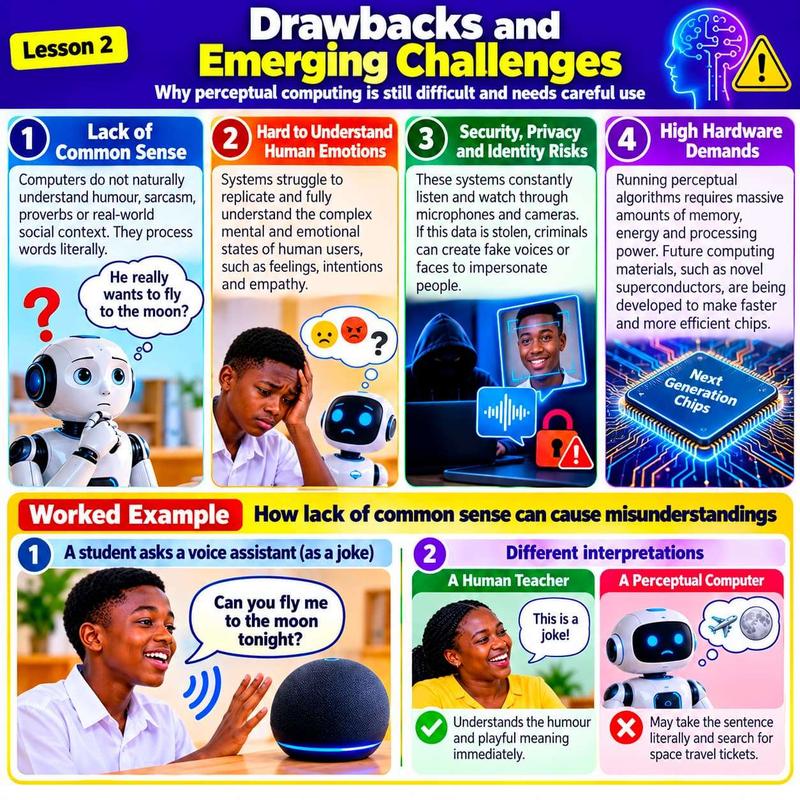 Lesson 2
Drawbacks and
Emerging Challenges
Why perceptual computing is still difficult and needs careful use
1
Lack of
Common Sense
Computers do not naturally
understand humour, sarcasm,
proverbs or real-world
social context. They process
words literally.
He really
wants to fly
to the moon?
?
2
Hard to Understand
Human Emotions
Systems struggle to
replicate and fully
understand the complex
mental and emotional
states of human users,
such as feelings, intentions
and empathy.
?
3
Security, Privacy
and Identity Risks
These systems constantly
listen and watch through
microphones and cameras.
If this data is stolen, criminals
can create fake voices or
faces to impersonate
people.
4
High Hardware
Demands
Running perceptual
algorithms requires massive
amounts of memory,
energy and processing
power. Future computing
materials, such as novel
superconductors, are being
developed to make faster
and more efficient chips.
Next
Generation
Chips
Worked Example
How lack of common sense can cause misunderstandings
1
A student asks a voice assistant (as a joke)
Can you fly me
to the moon
tonight?
2
Different interpretations
A Human Teacher
This is a
joke!
Understands the humour
and playful meaning
immediately.
A Perceptual Computer
May take the sentence
literally and search for
space travel tickets.